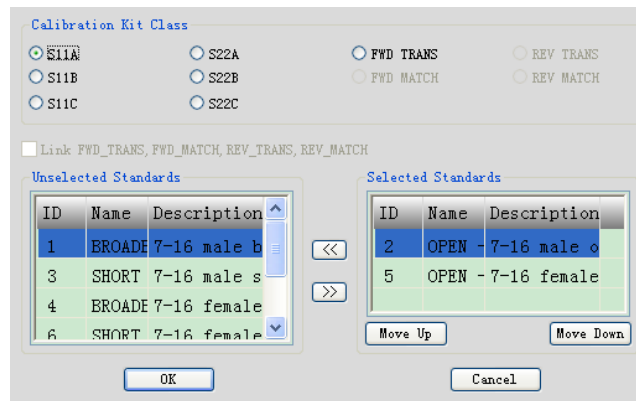 Calibration Kit Class
S11A S22A FWD TRANS REV TRANS
S11B S22B FWD MATCH REV MATCH
S11C S22C
Link FWD_TRANS, FWD_MATCH, REV_TRANS, REV_MATCH
Unselected Standards
ID Name Description
1 BROADE 7-16 male b
3 SHORT 7-16 male s
4 BROADE 7-16 female
6 SHORT 7-16 female
<<
>>
Selected Standards
ID Name Description
2 OPEN - 7-16 male o
5 OPEN - 7-16 female
Move Up Move Down
OK Cancel